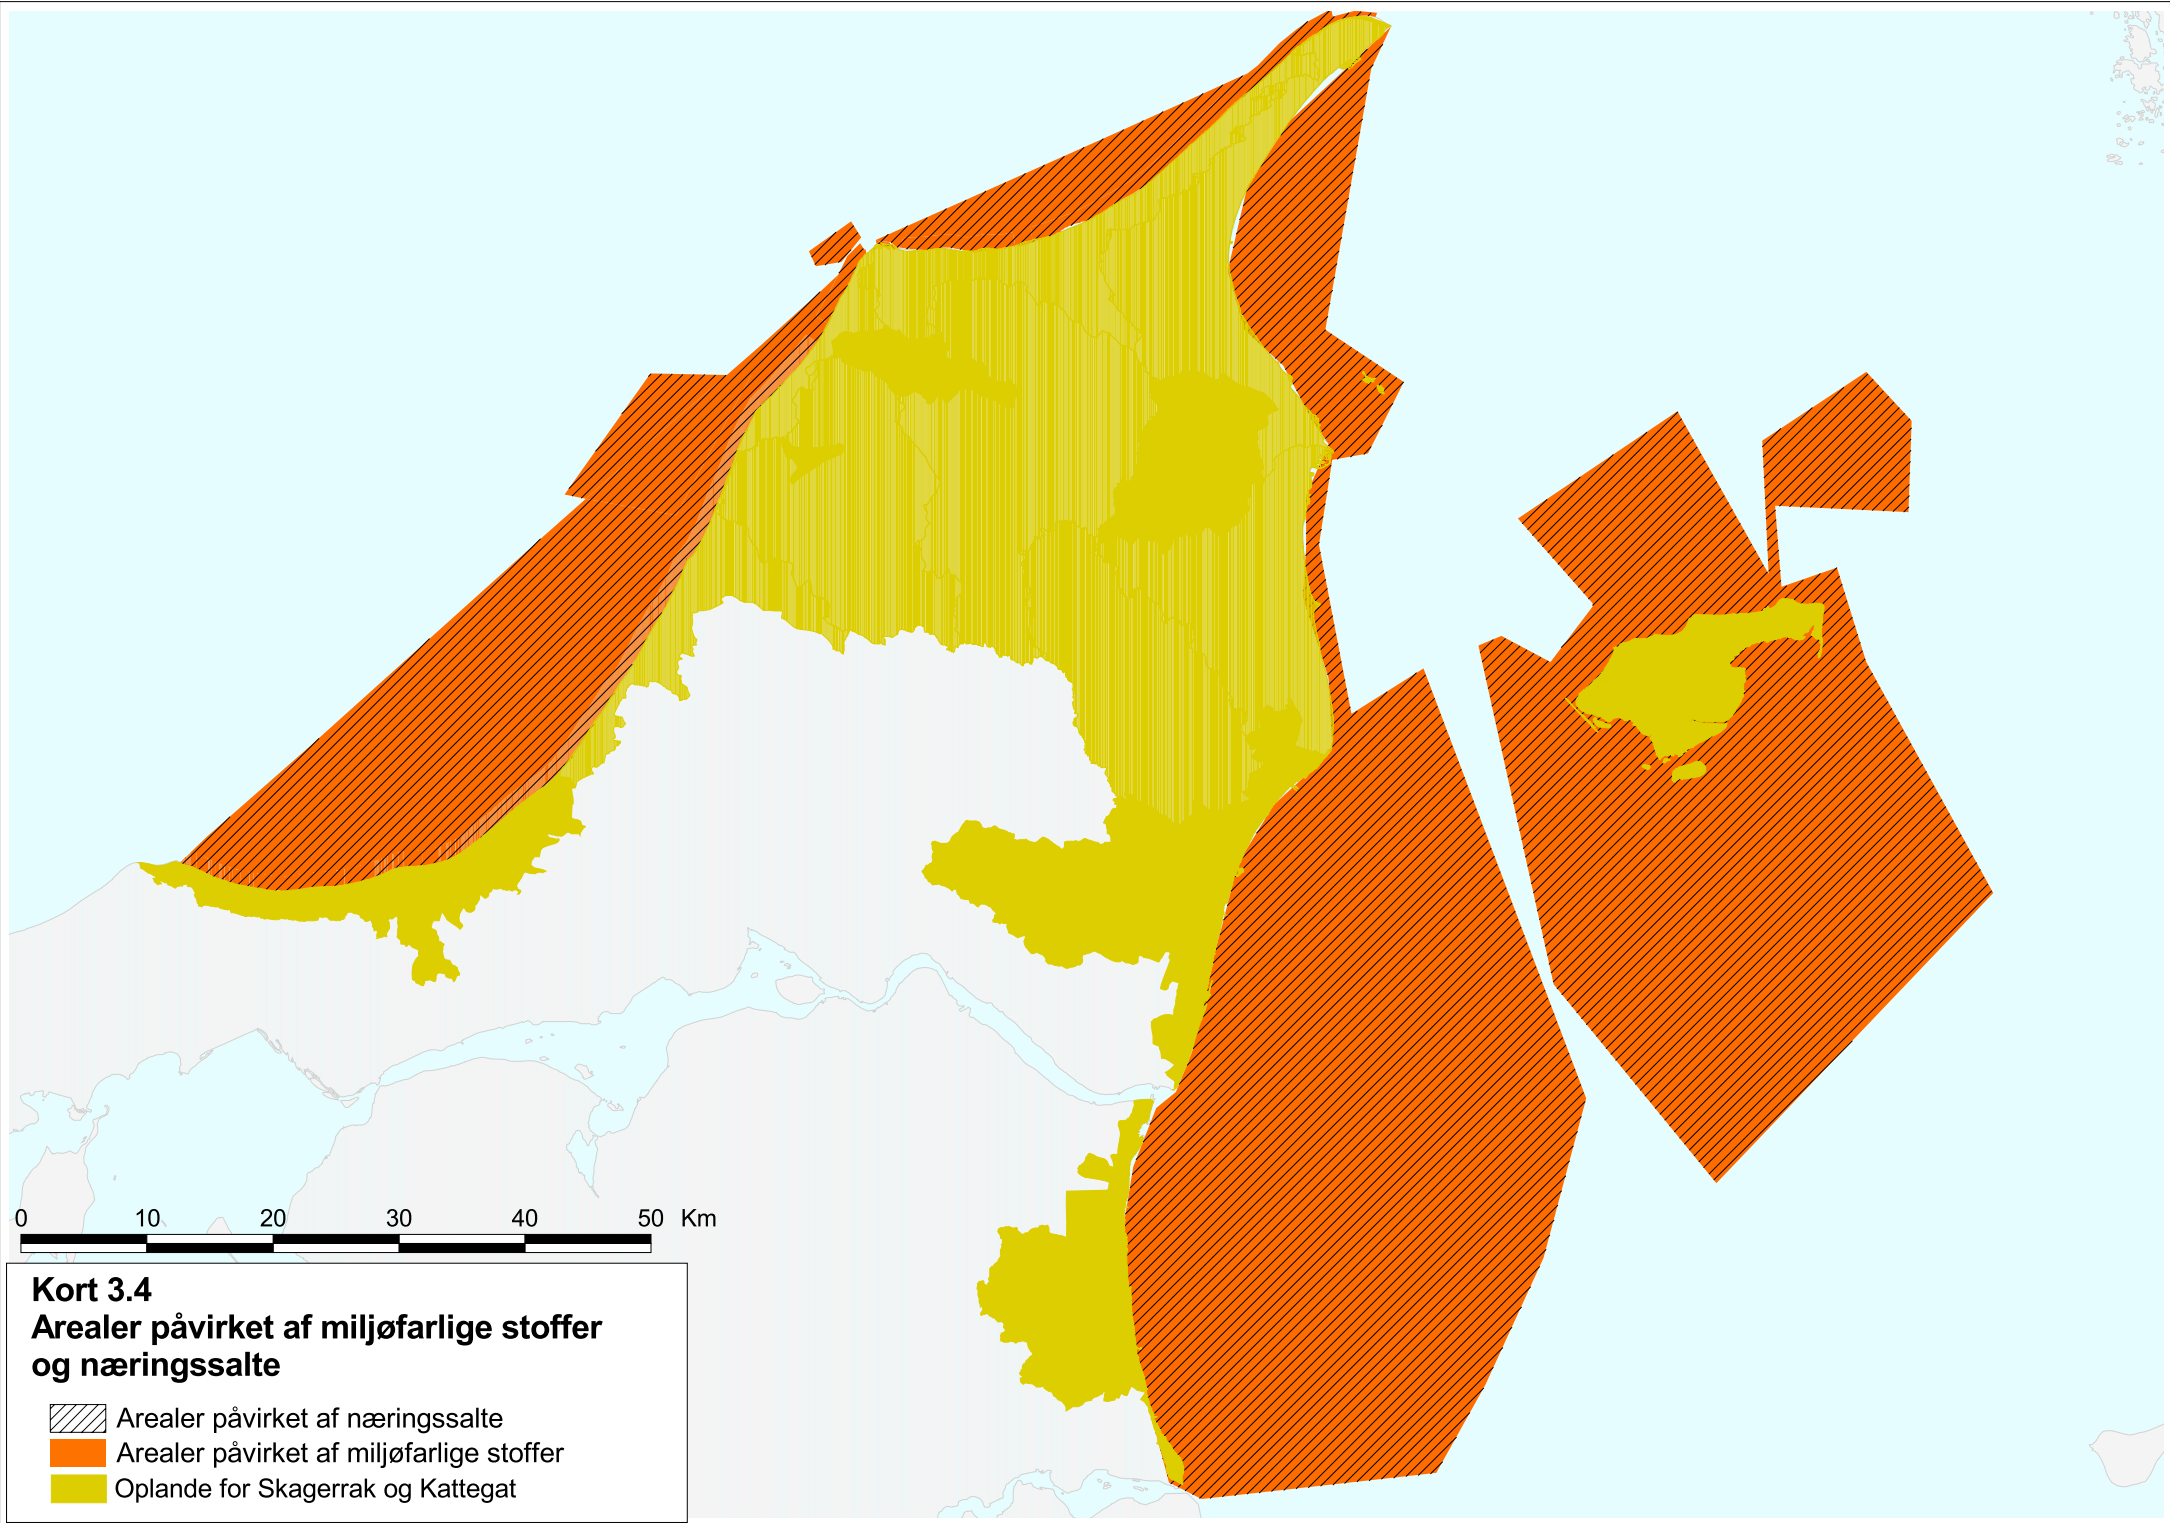 0 10 20 30 40 50 Km
Kort 3.4
Arealer påvirket af miljøfarlige stoffer
og næringssalte
Arealer påvirket af næringssalte
Arealer påvirket af miljøfarlige stoffer
Oplande for Skagerrak og Kattegat